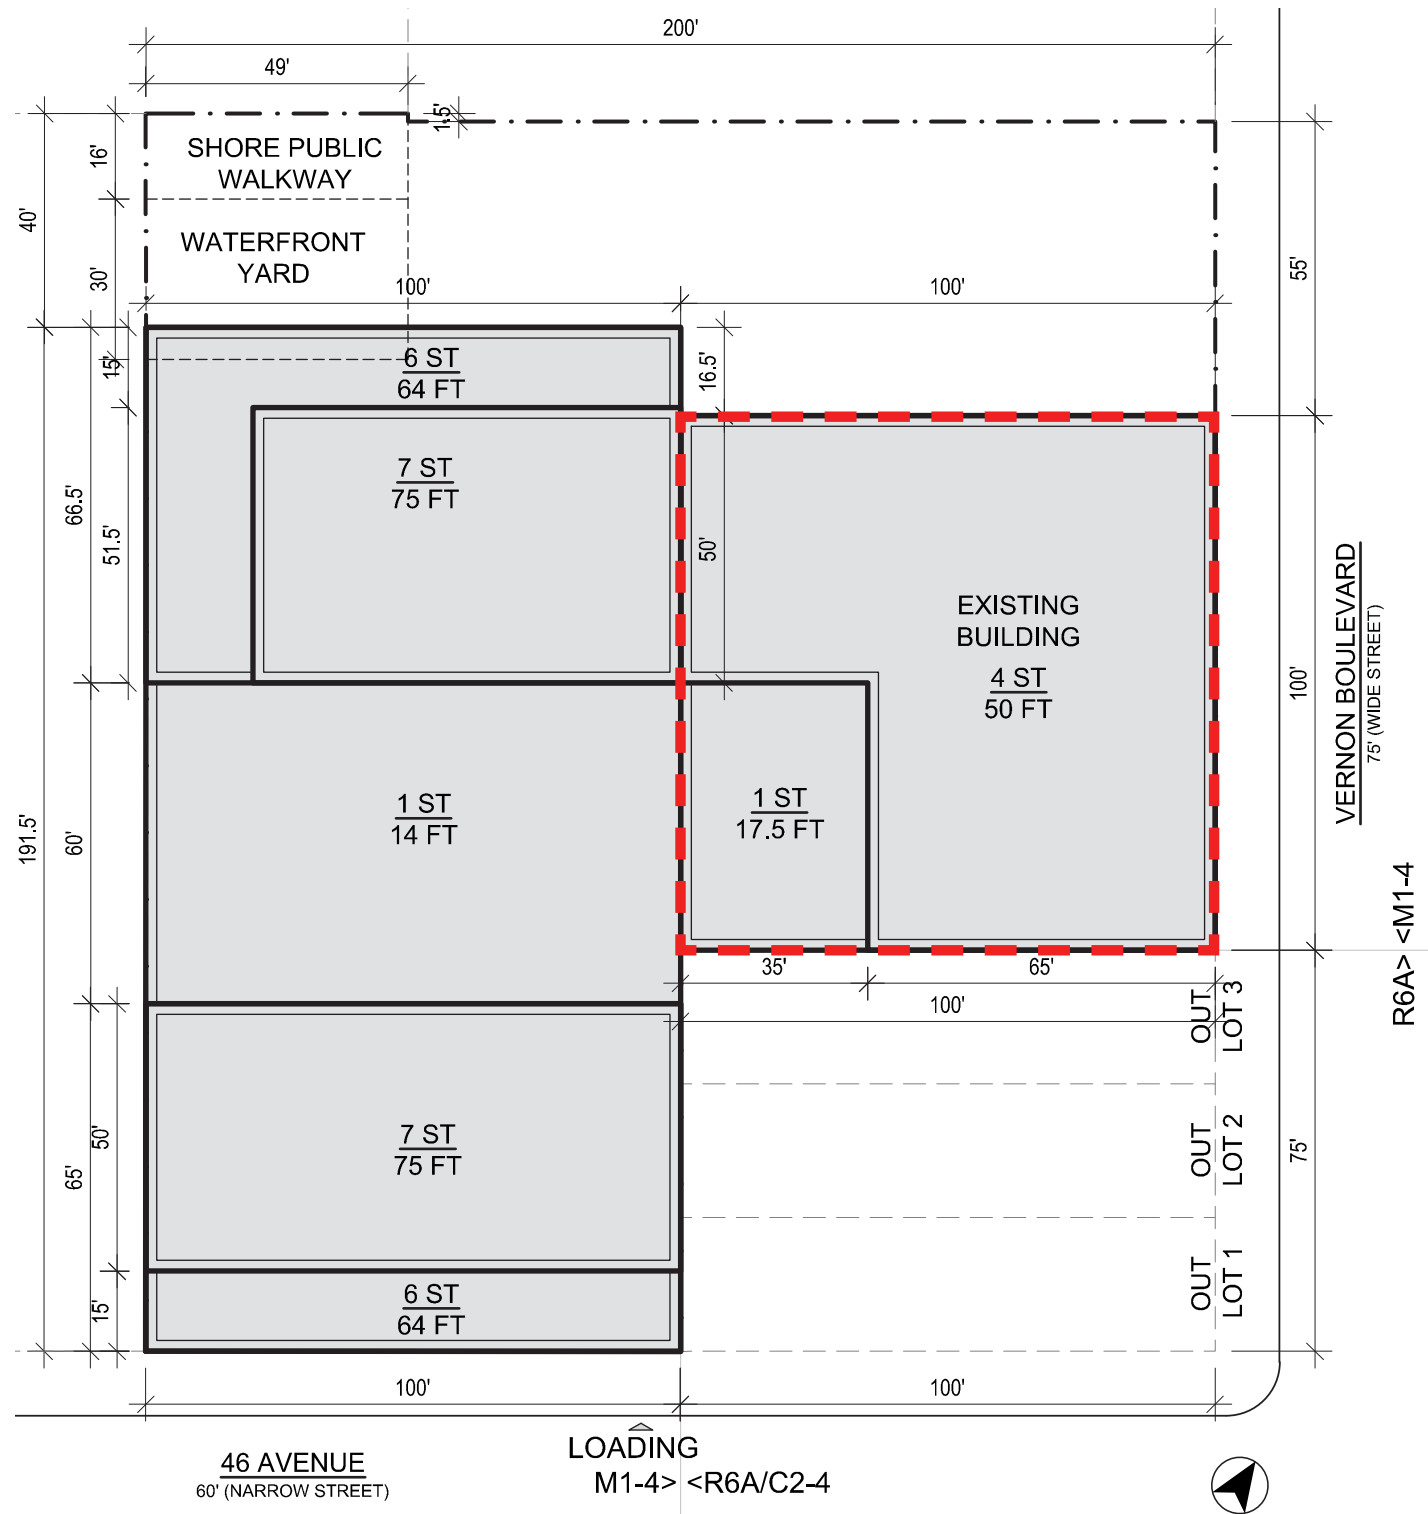 200'
49'
1.5'
SHORE PUBLIC
WALKWAY
16'
40'
WATERFRONT
YARD
30'
55'
100'
100'
6 ST
64 FT
15'
16.5'
7 ST
75 FT
66.5'
51.5'
50'
EXISTING
BUILDING
4 ST
50 FT
100'
VERNON BOULEVARD
75' (WIDE STREET)
1 ST
14 FT
1 ST
17.5 FT
191.5'
60'
R6A> <M1-4
35'
65'
100'
OUT
LOT 3
7 ST
75 FT
50'
65'
OUT
LOT 2
75'
OUT
LOT 1
6 ST
64 FT
15'
100'
100'
46 AVENUE
60' (NARROW STREET)
LOADING
M1-4> <R6A/C2-4